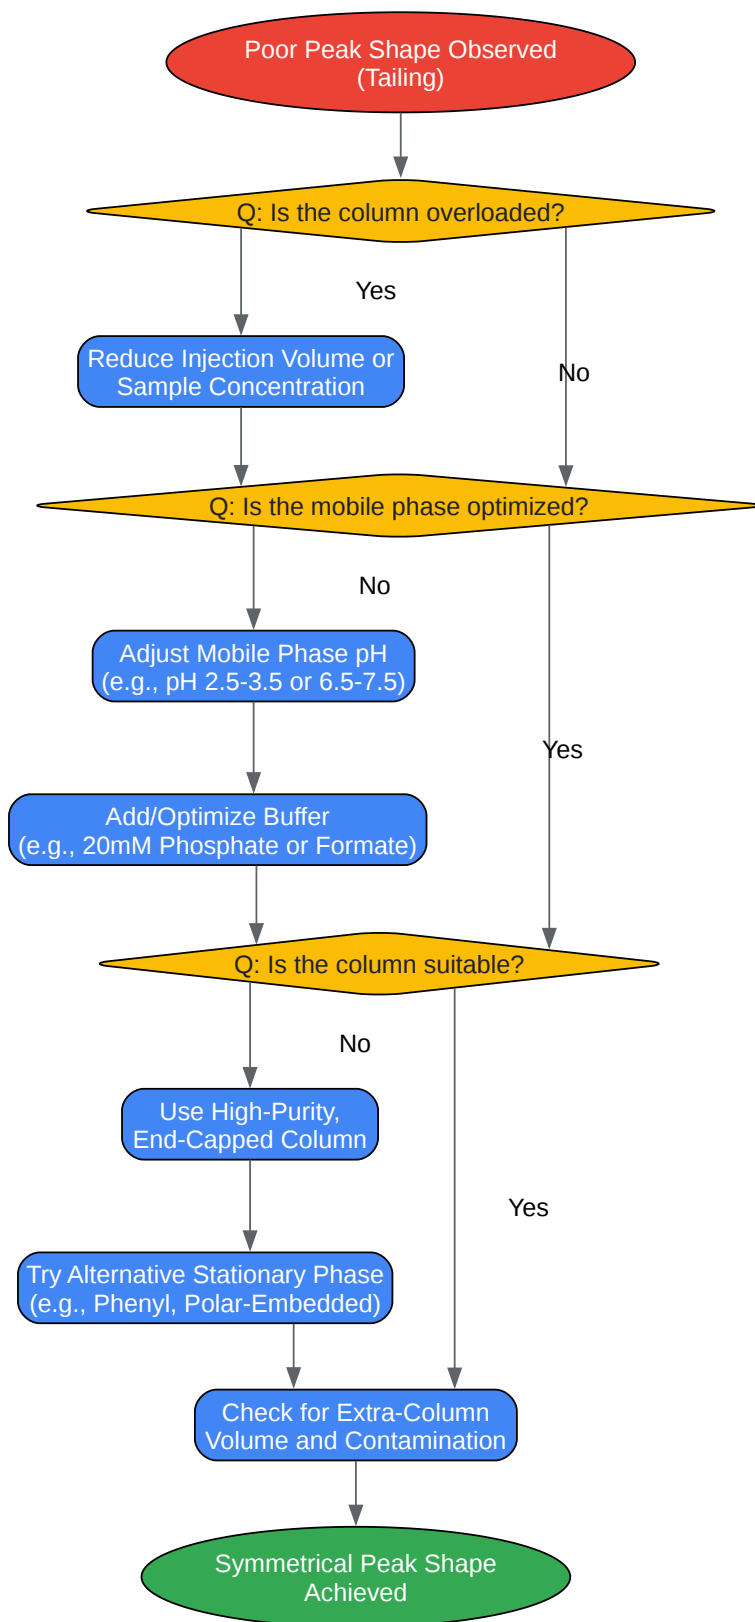 Poor Peak Shape Observed
(Tailing)
Q: Is the column overloaded?
Yes
Reduce Injection Volume or
Sample Concentration
No
Q: Is the mobile phase optimized?
No
Adjust Mobile Phase pH
(e.g., pH 2.5-3.5 or 6.5-7.5)
Yes
Add/Optimize Buffer
(e.g., 20mM Phosphate or Formate)
Q: Is the column suitable?
No
Use High-Purity,
End-Capped Column
Yes
Try Alternative Stationary Phase
(e.g., Phenyl, Polar-Embedded)
Check for Extra-Column
Volume and Contamination
Symmetrical Peak Shape
Achieved